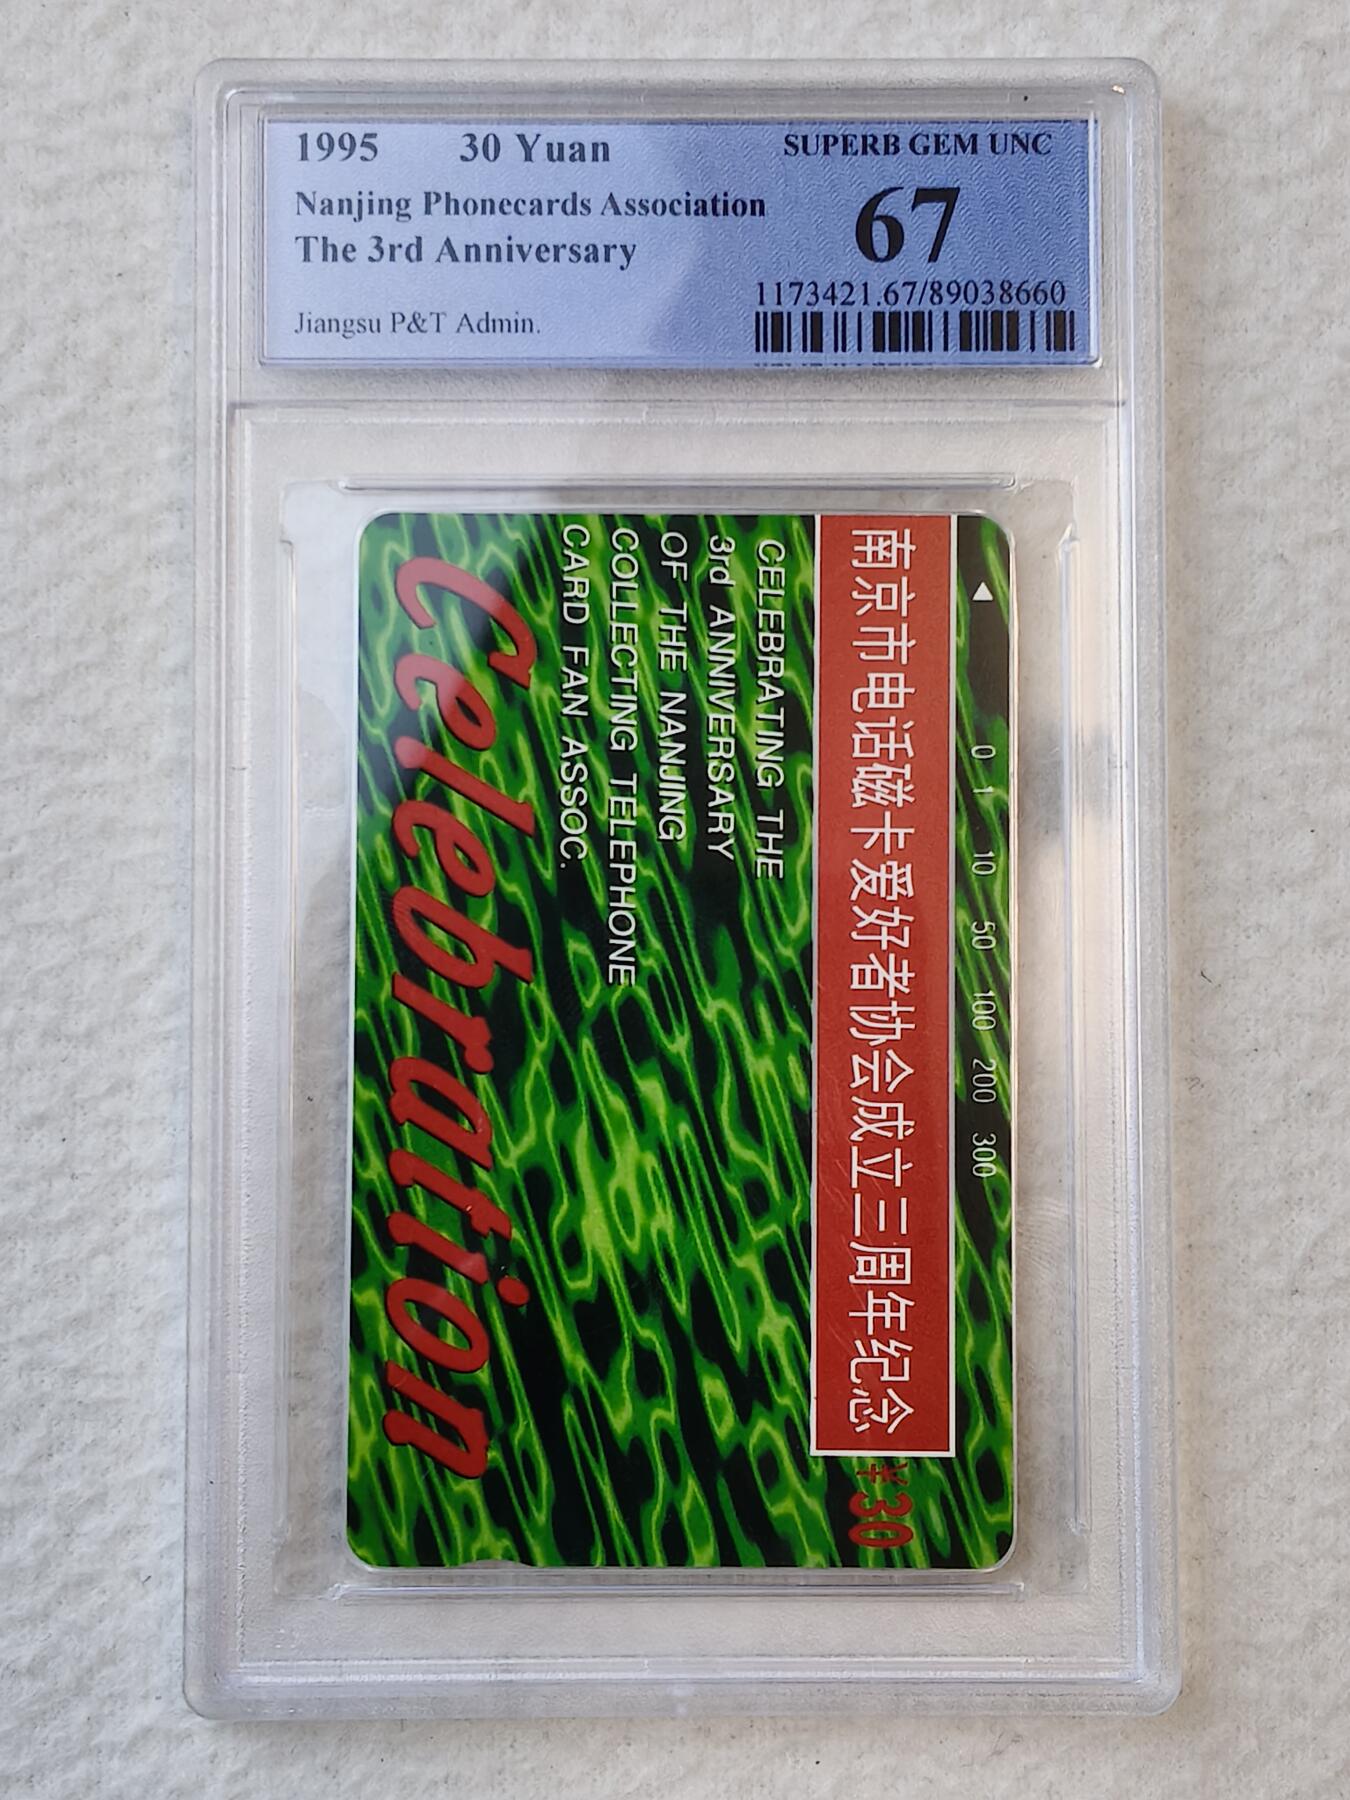 1995 30 Yuan
Nanjing Phonecards Association
The 3rd Anniversary
Jiangsu P&T Admin.
SUPERB GEM UNC
67
1173421.67/89038660
0 1 10 50 100 200 300
南京市电话磁卡爱好者协会成立三周年纪念
¥30
CELEBRATING THE
3rd ANNIVERSARY
OF THE NANJING
COLLECTING TELEPHONE
CARD FAN ASSOC.
Celebration